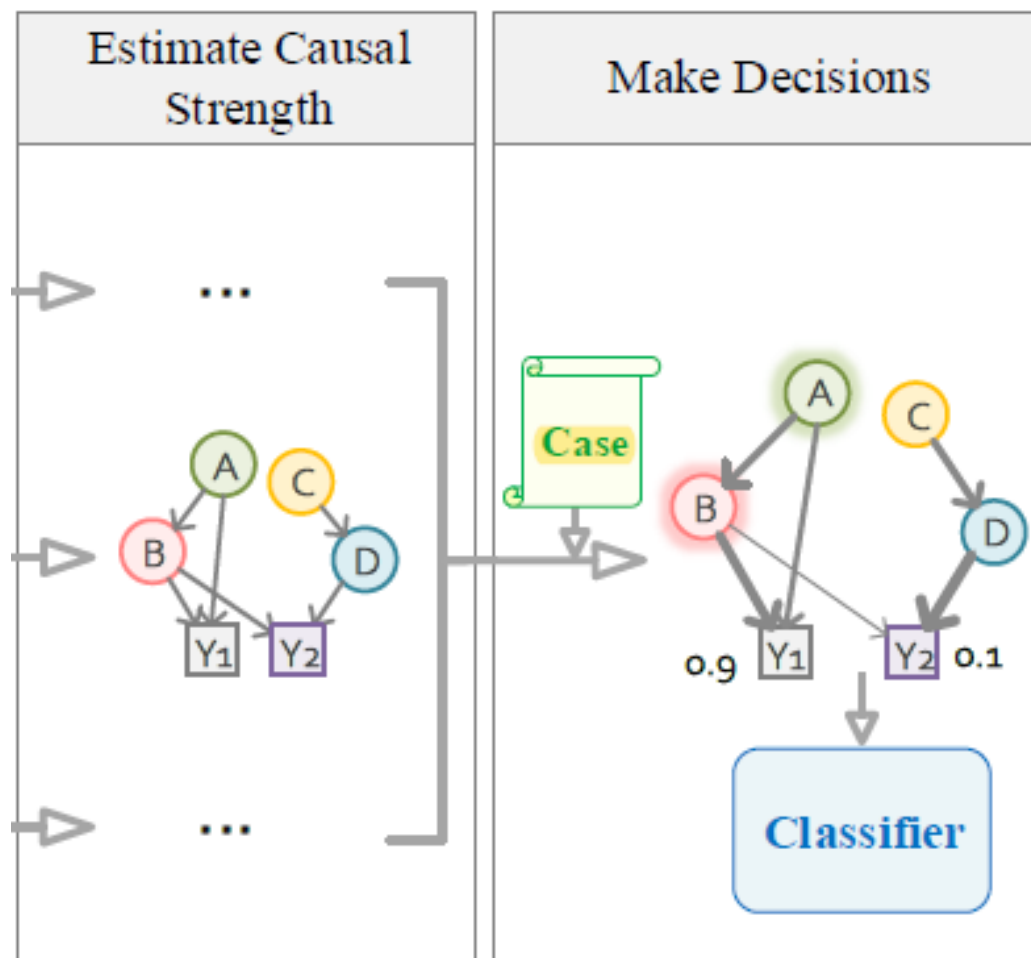 Estimate Causal
Strength
...
A
C
B
D
Y1
Y2
...
Make Decisions
Case
A
C
B
D
0.9
Y1
Y2
0.1
Classifier